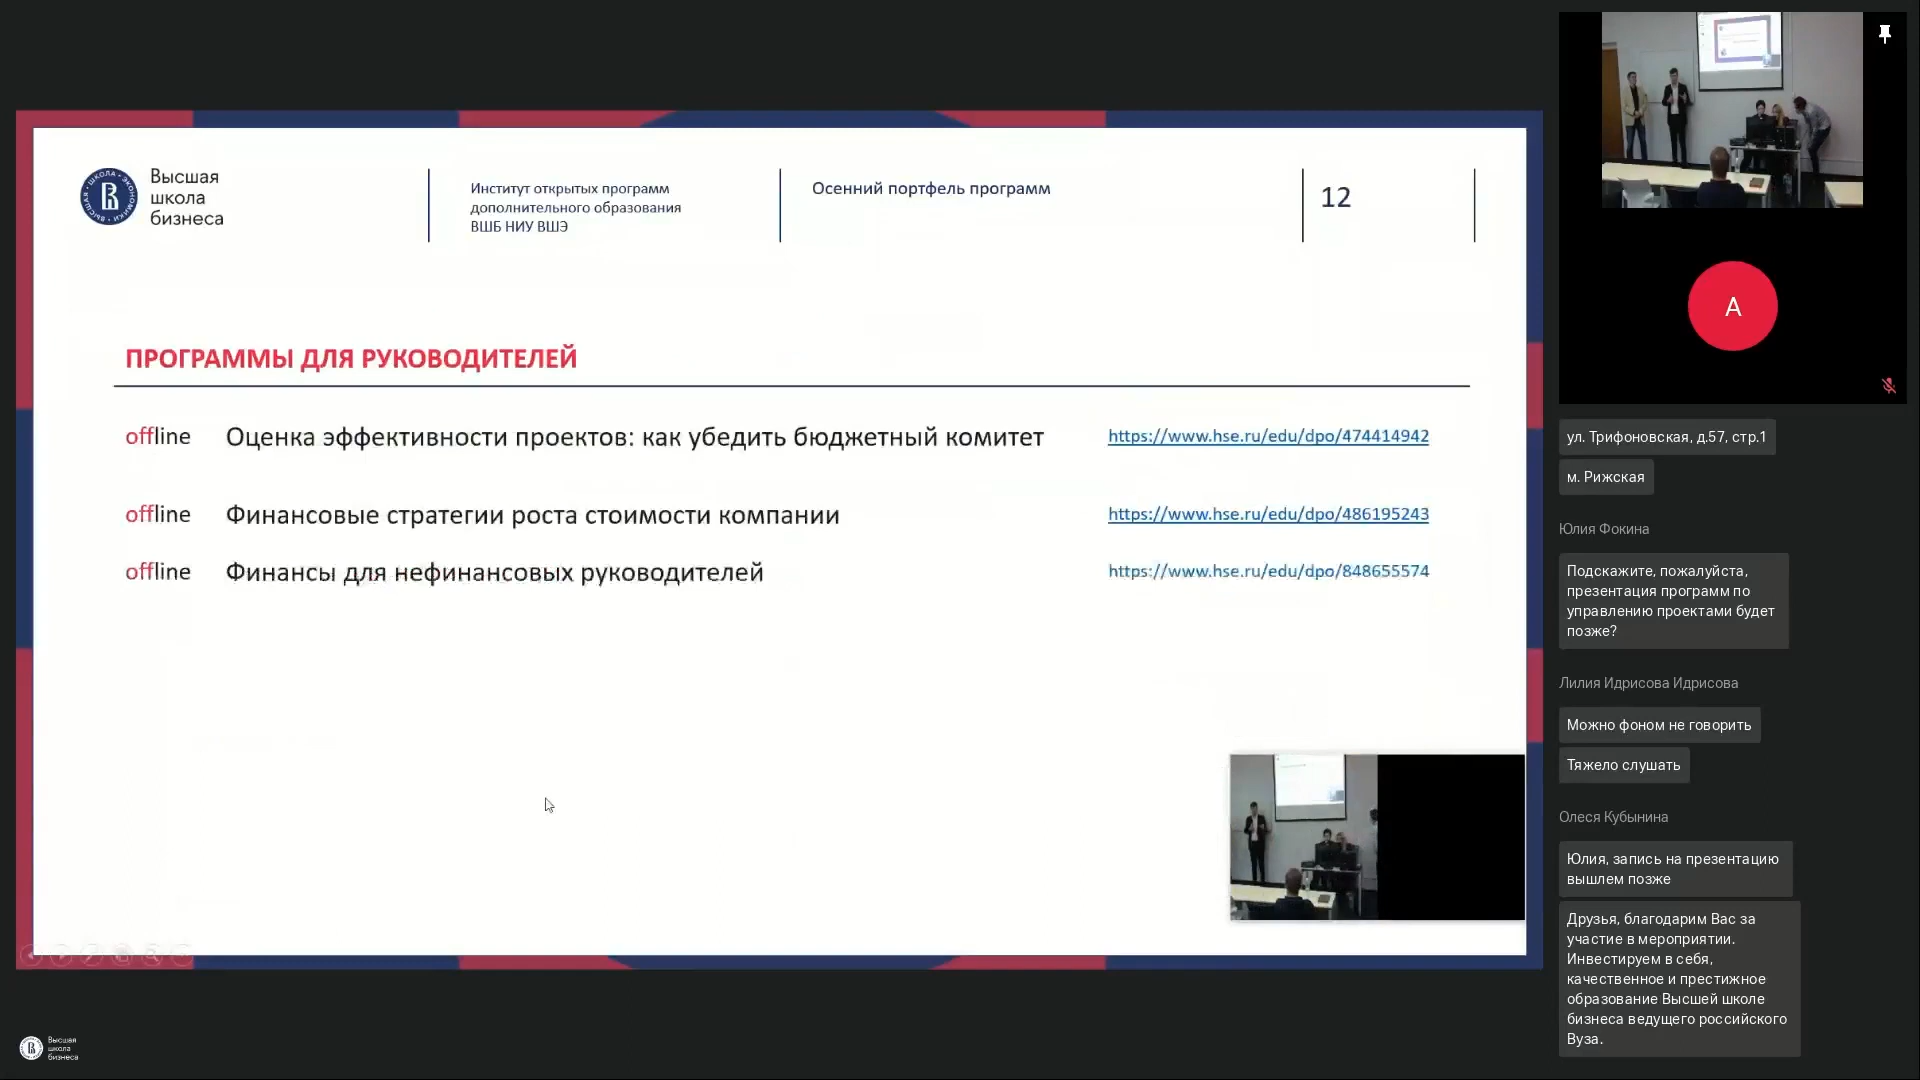 Высшая
школа
бизнеса
Институт открытых программ
дополнительного образования
ВШБ НИУ ВШЭ
Осенний портфель программ
12
ПРОГРАММЫ ДЛЯ РУКОВОДИТЕЛЕЙ
offline Оценка эффективности проектов: как убедить бюджетный комитет https://www.hse.ru/edu/dpo/474414942
offline Финансовые стратегии роста стоимости компании https://www.hse.ru/edu/dpo/486195243
offline Финансы для нефинансовых руководителей https://www.hse.ru/edu/dpo/848655574
А
ул. Трифоновская, д.57, стр.1
м. Рижская
Юлия Фокина
Подскажите, пожалуйста,
презентация программ по
управлению проектами будет
позже?
Лилия Идрисова Идрисова
Можно фоном не говорить
Тяжело слушать
Олеся Кубынина
Юлия, запись на презентацию
вышлем позже
Друзья, благодарим Вас за
участие в мероприятии.
Инвестируем в себя,
качественное и престижное
образование Высшей школе
бизнеса ведущего российского
Вуза.
Высшая
школа
бизнеса